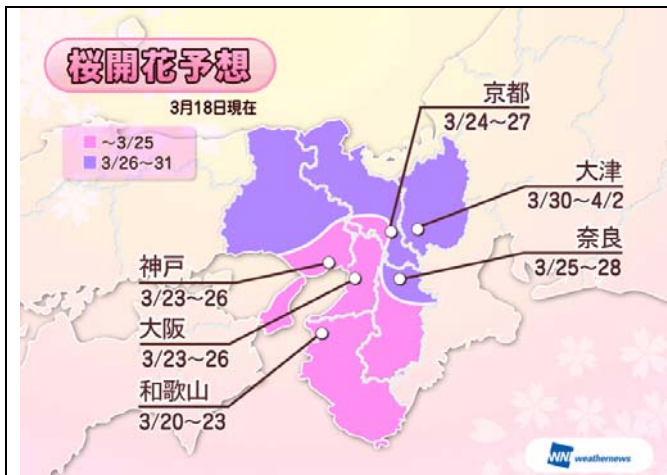 桜開花予想
3月18日現在
～3/25
3/26～31
京都
3/24～27
大津
3/30～4/2
奈良
3/25～28
神戸
3/23～26
大阪
3/23～26
和歌山
3/20～23
WNI weathernews